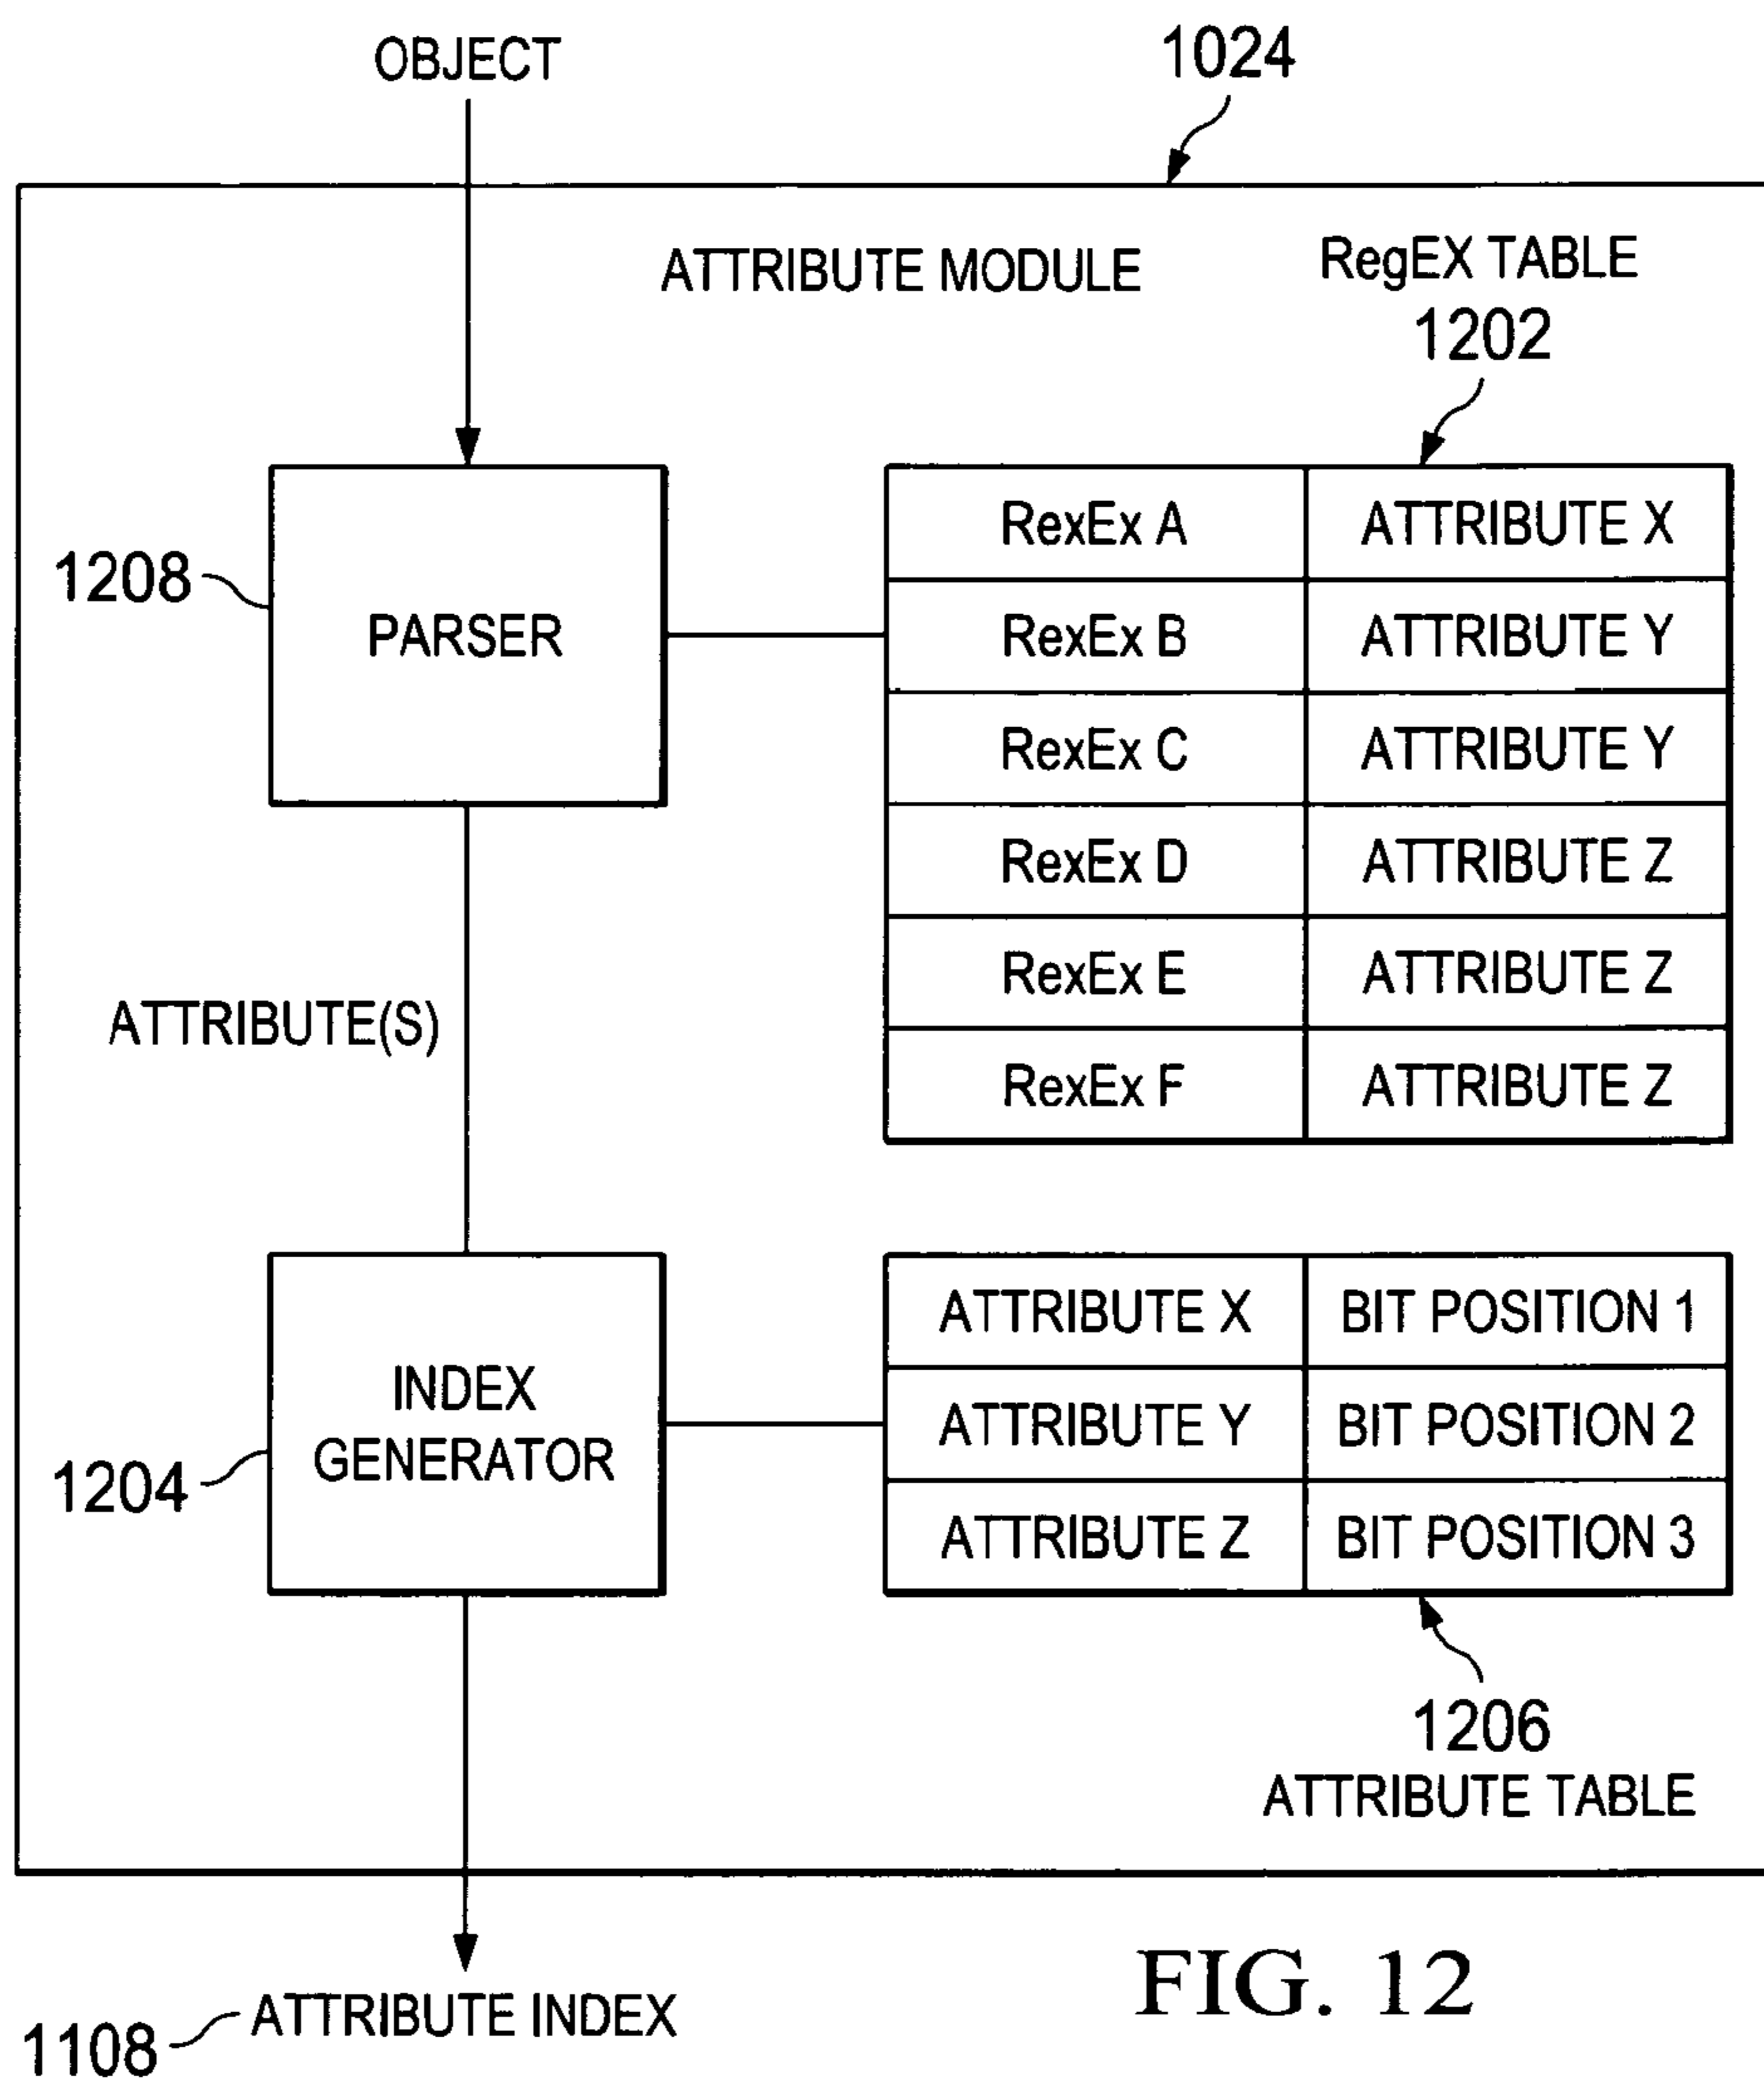 OBJECT
1024
ATTRIBUTE MODULE
RegEX TABLE
1202
1208
PARSER
RexEx A ATTRIBUTE X
RexEx B ATTRIBUTE Y
RexEx C ATTRIBUTE Y
RexEx D ATTRIBUTE Z
RexEx E ATTRIBUTE Z
RexEx F ATTRIBUTE Z
ATTRIBUTE(S)
1204
INDEX
GENERATOR
ATTRIBUTE X BIT POSITION 1
ATTRIBUTE Y BIT POSITION 2
ATTRIBUTE Z BIT POSITION 3
1206
ATTRIBUTE TABLE
1108 ATTRIBUTE INDEX
FIG. 12